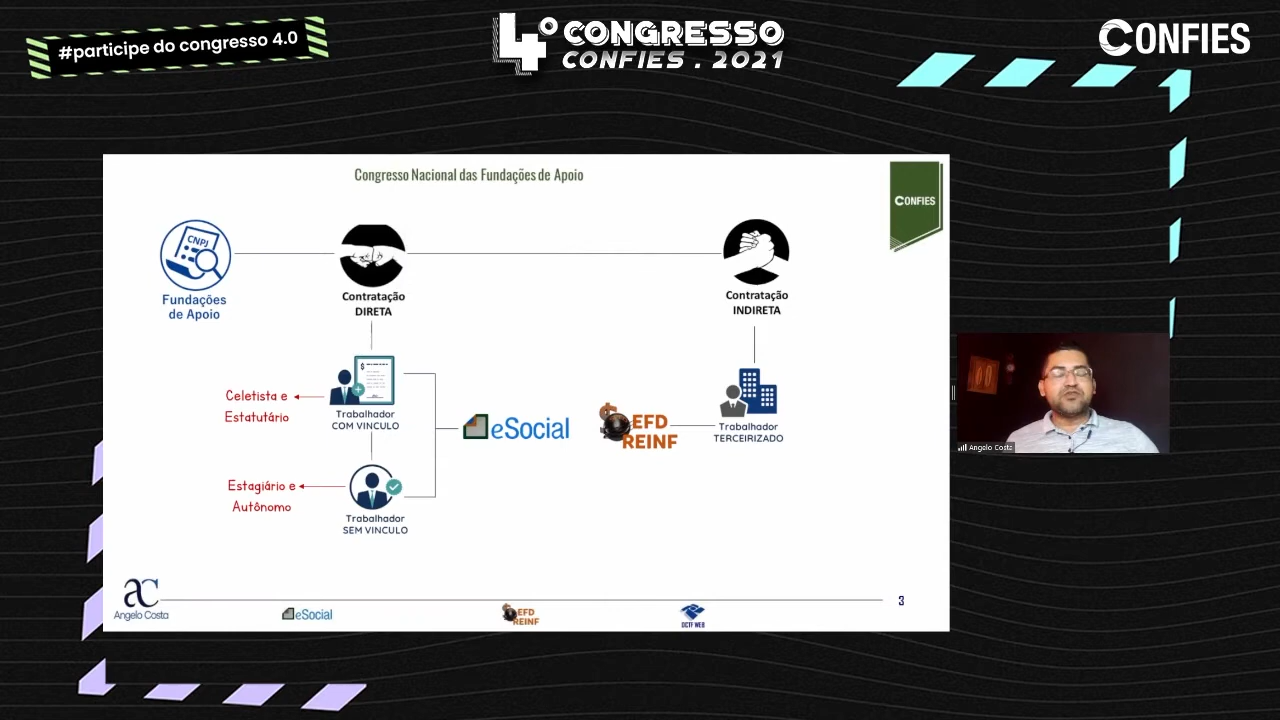 #participe do congresso 4.0
4º CONGRESSO
CONFIES . 2021
CONFIES
Congresso Nacional das Fundações de Apoio
CONFIES
CNPJ
Fundações
de Apoio
Contratação
DIRETA
Contratação
INDIRETA
Celetista e
Estatutário
Trabalhador
COM VINCULO
eSocial
EFD
REINF
Trabalhador
TERCEIRIZADO
Estagiário e
Autônomo
Trabalhador
SEM VINCULO
Angelo Costa
AC
Angelo Costa
eSocial
EFD
REINF
DCTF WEB
3